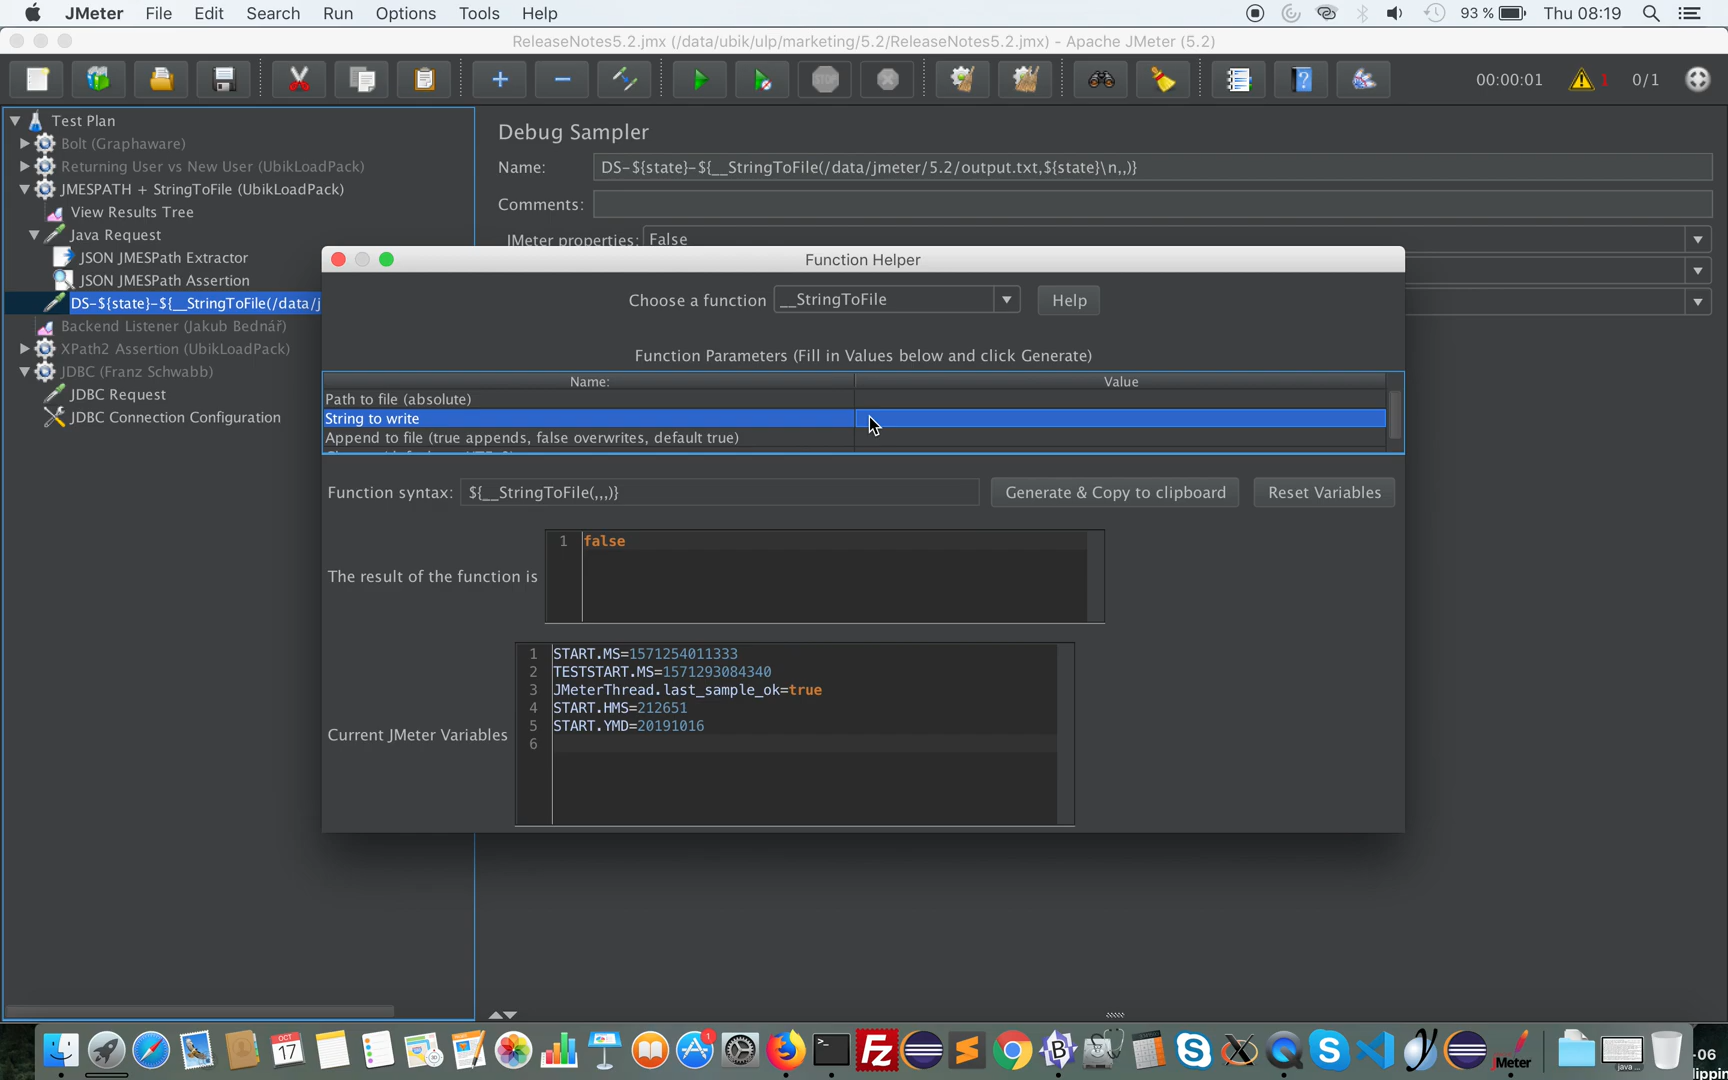 JMeter File Edit Search Run Options Tools Help 93 % Thu 08:19
ReleaseNotes5.2.jmx (/data/ubik/ulp/marketing/5.2/ReleaseNotes5.2.jmx) - Apache JMeter (5.2)
STOP 00:00:01 1 0/1
Test Plan
Bolt (Graphaware)
Returning User vs New User (UbikLoadPack)
JMESPATH + StringToFile (UbikLoadPack)
View Results Tree
Java Request
JSON JMESPath Extractor
JSON JMESPath Assertion
DS-${state}-${__StringToFile(/data/j
Backend Listener (Jakub Bednář)
XPath2 Assertion (UbikLoadPack)
JDBC (Franz Schwabb)
JDBC Request
JDBC Connection Configuration
Debug Sampler
Name: DS-${state}-${__StringToFile(/data/jmeter/5.2/output.txt,${state}\n,,)}
Comments:
JMeter properties: False
Function Helper
Choose a function __StringToFile Help
Function Parameters (Fill in Values below and click Generate)
Name: Value
Path to file (absolute)
String to write
Append to file (true appends, false overwrites, default true)
Function syntax: ${__StringToFile(,,,)} Generate & Copy to clipboard Reset Variables
The result of the function is
1 false
Current JMeter Variables
1 START.MS=1571254011333
2 TESTSTART.MS=1571293084340
3 JMeterThread.last_sample_ok=true
4 START.HMS=212651
5 START.YMD=20191016
6
OCT
17
1
Meter
java ...
-06
lippin